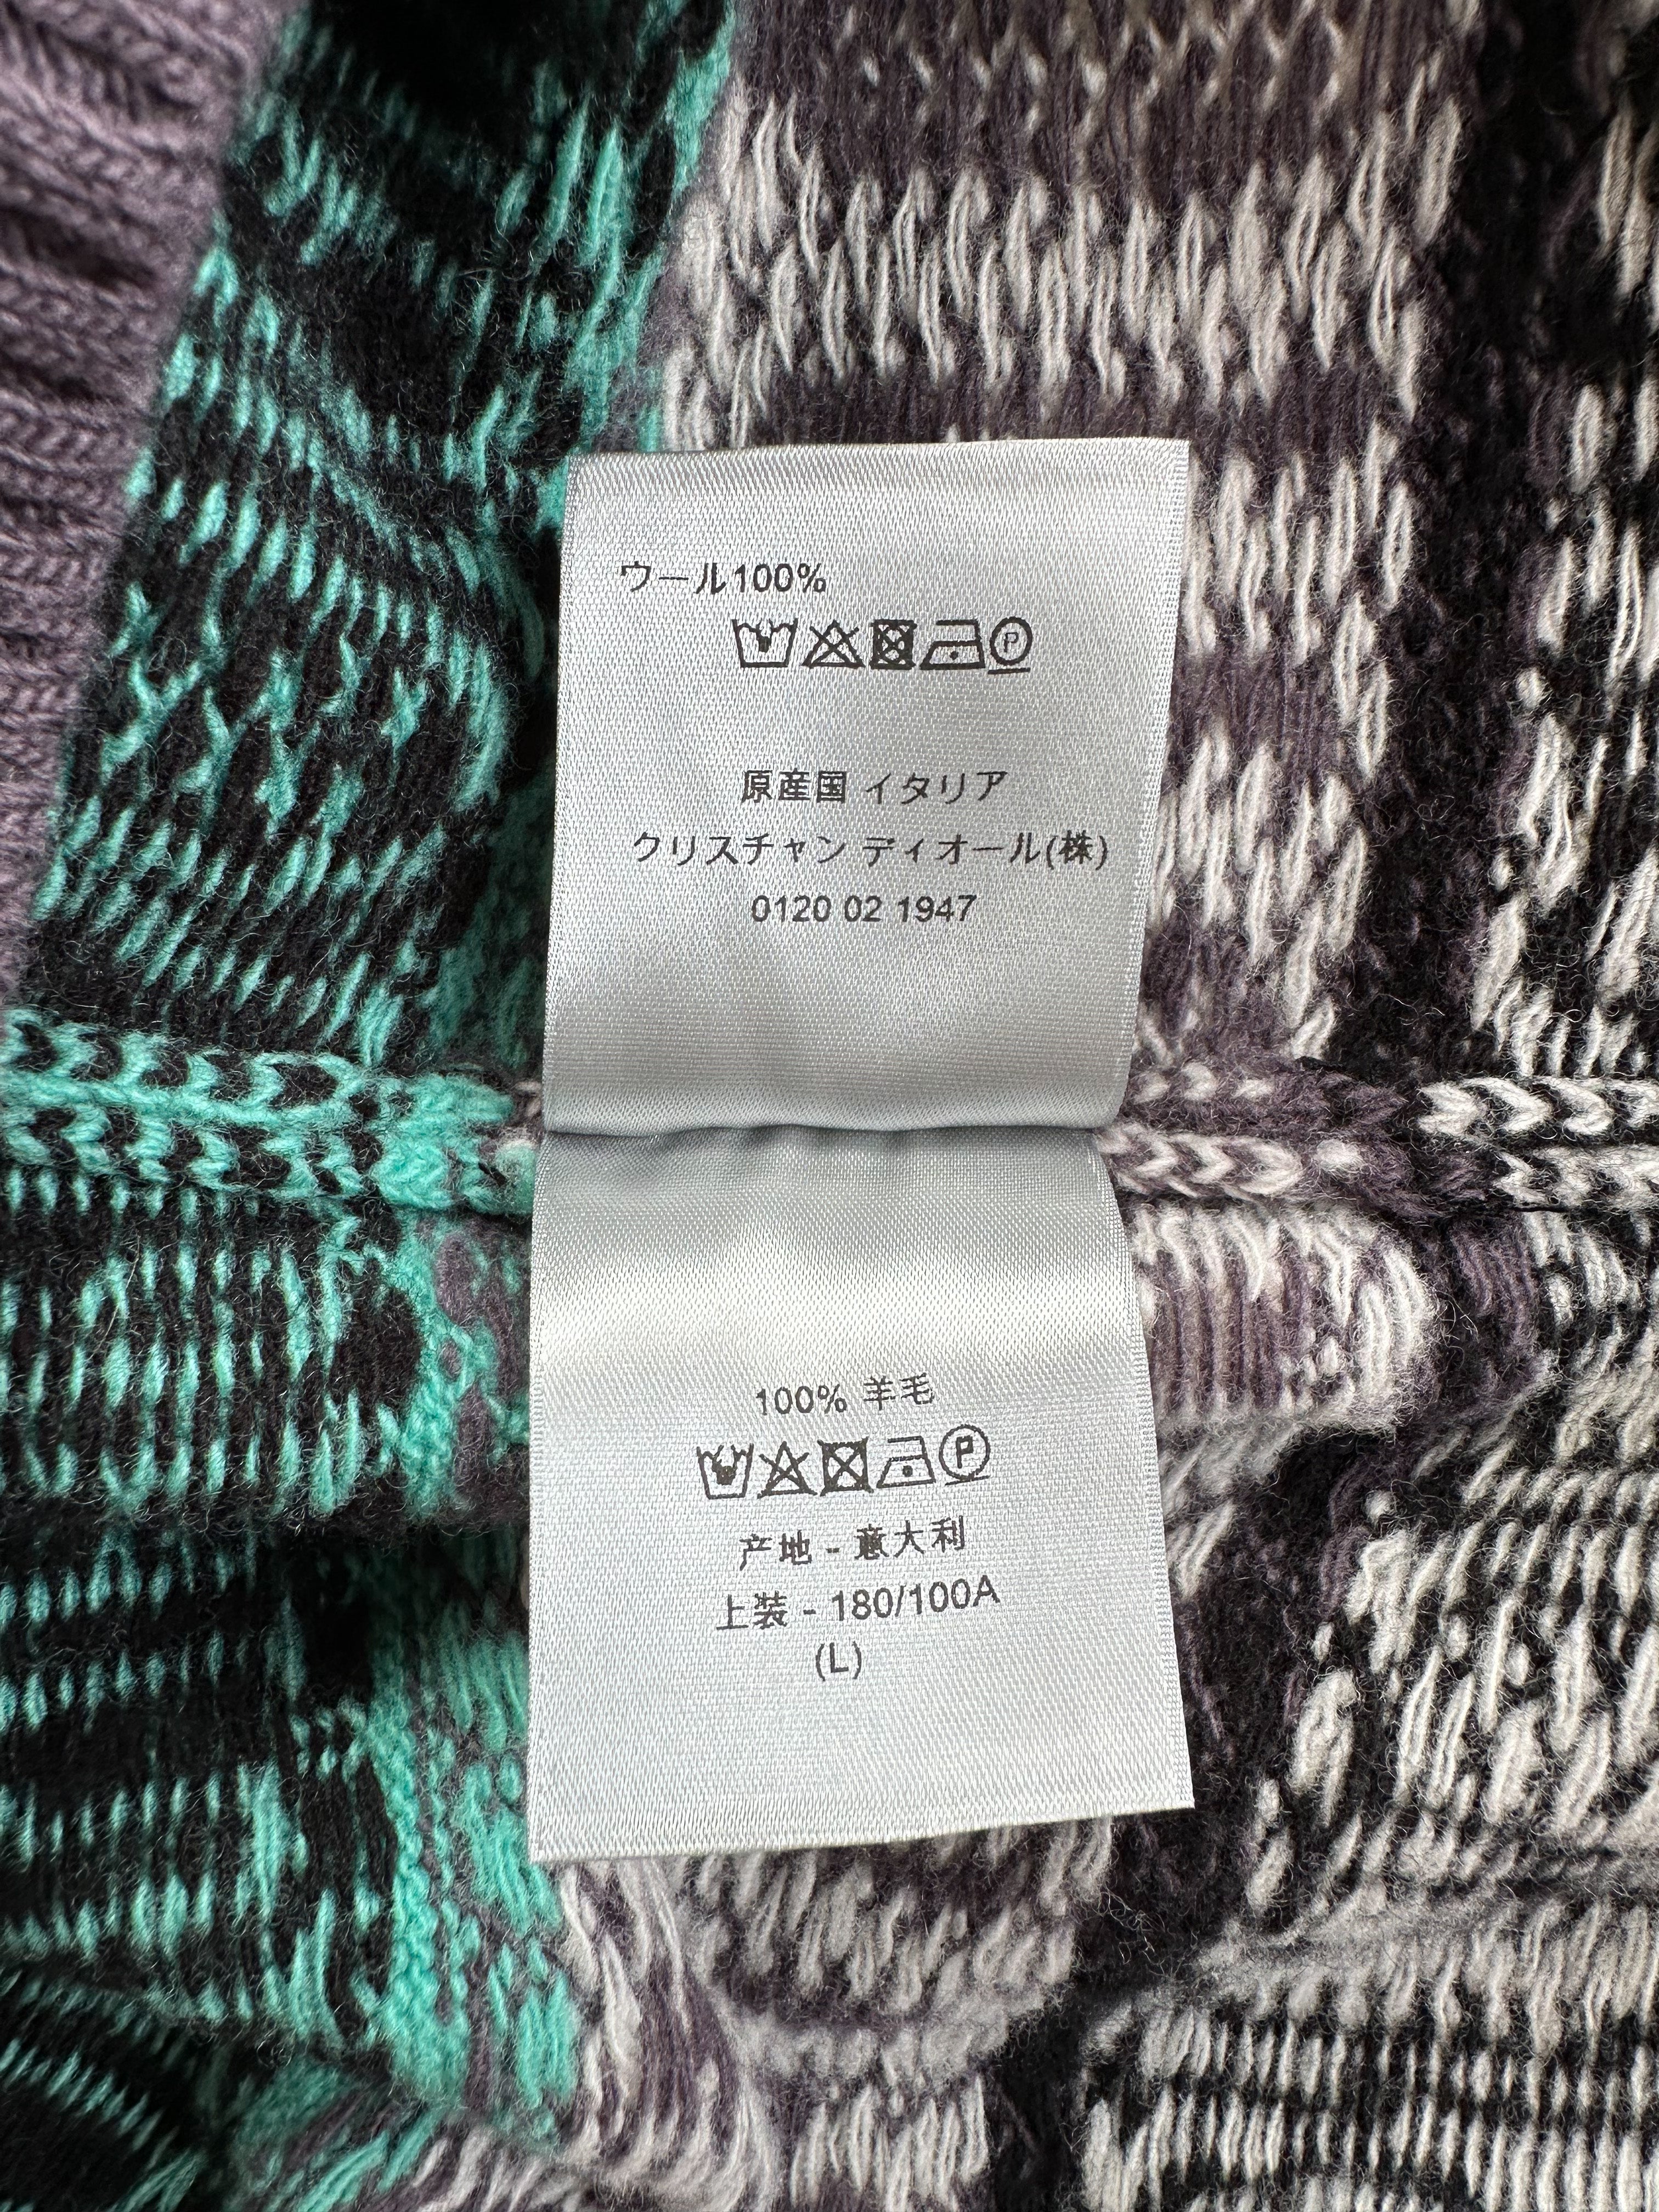 ウール100%
P
原産国 イタリア
クリスチャン ディオール(株)
0120 02 1947
100% 羊毛
P
产地 - 意大利
上装 - 180/100A
(L)